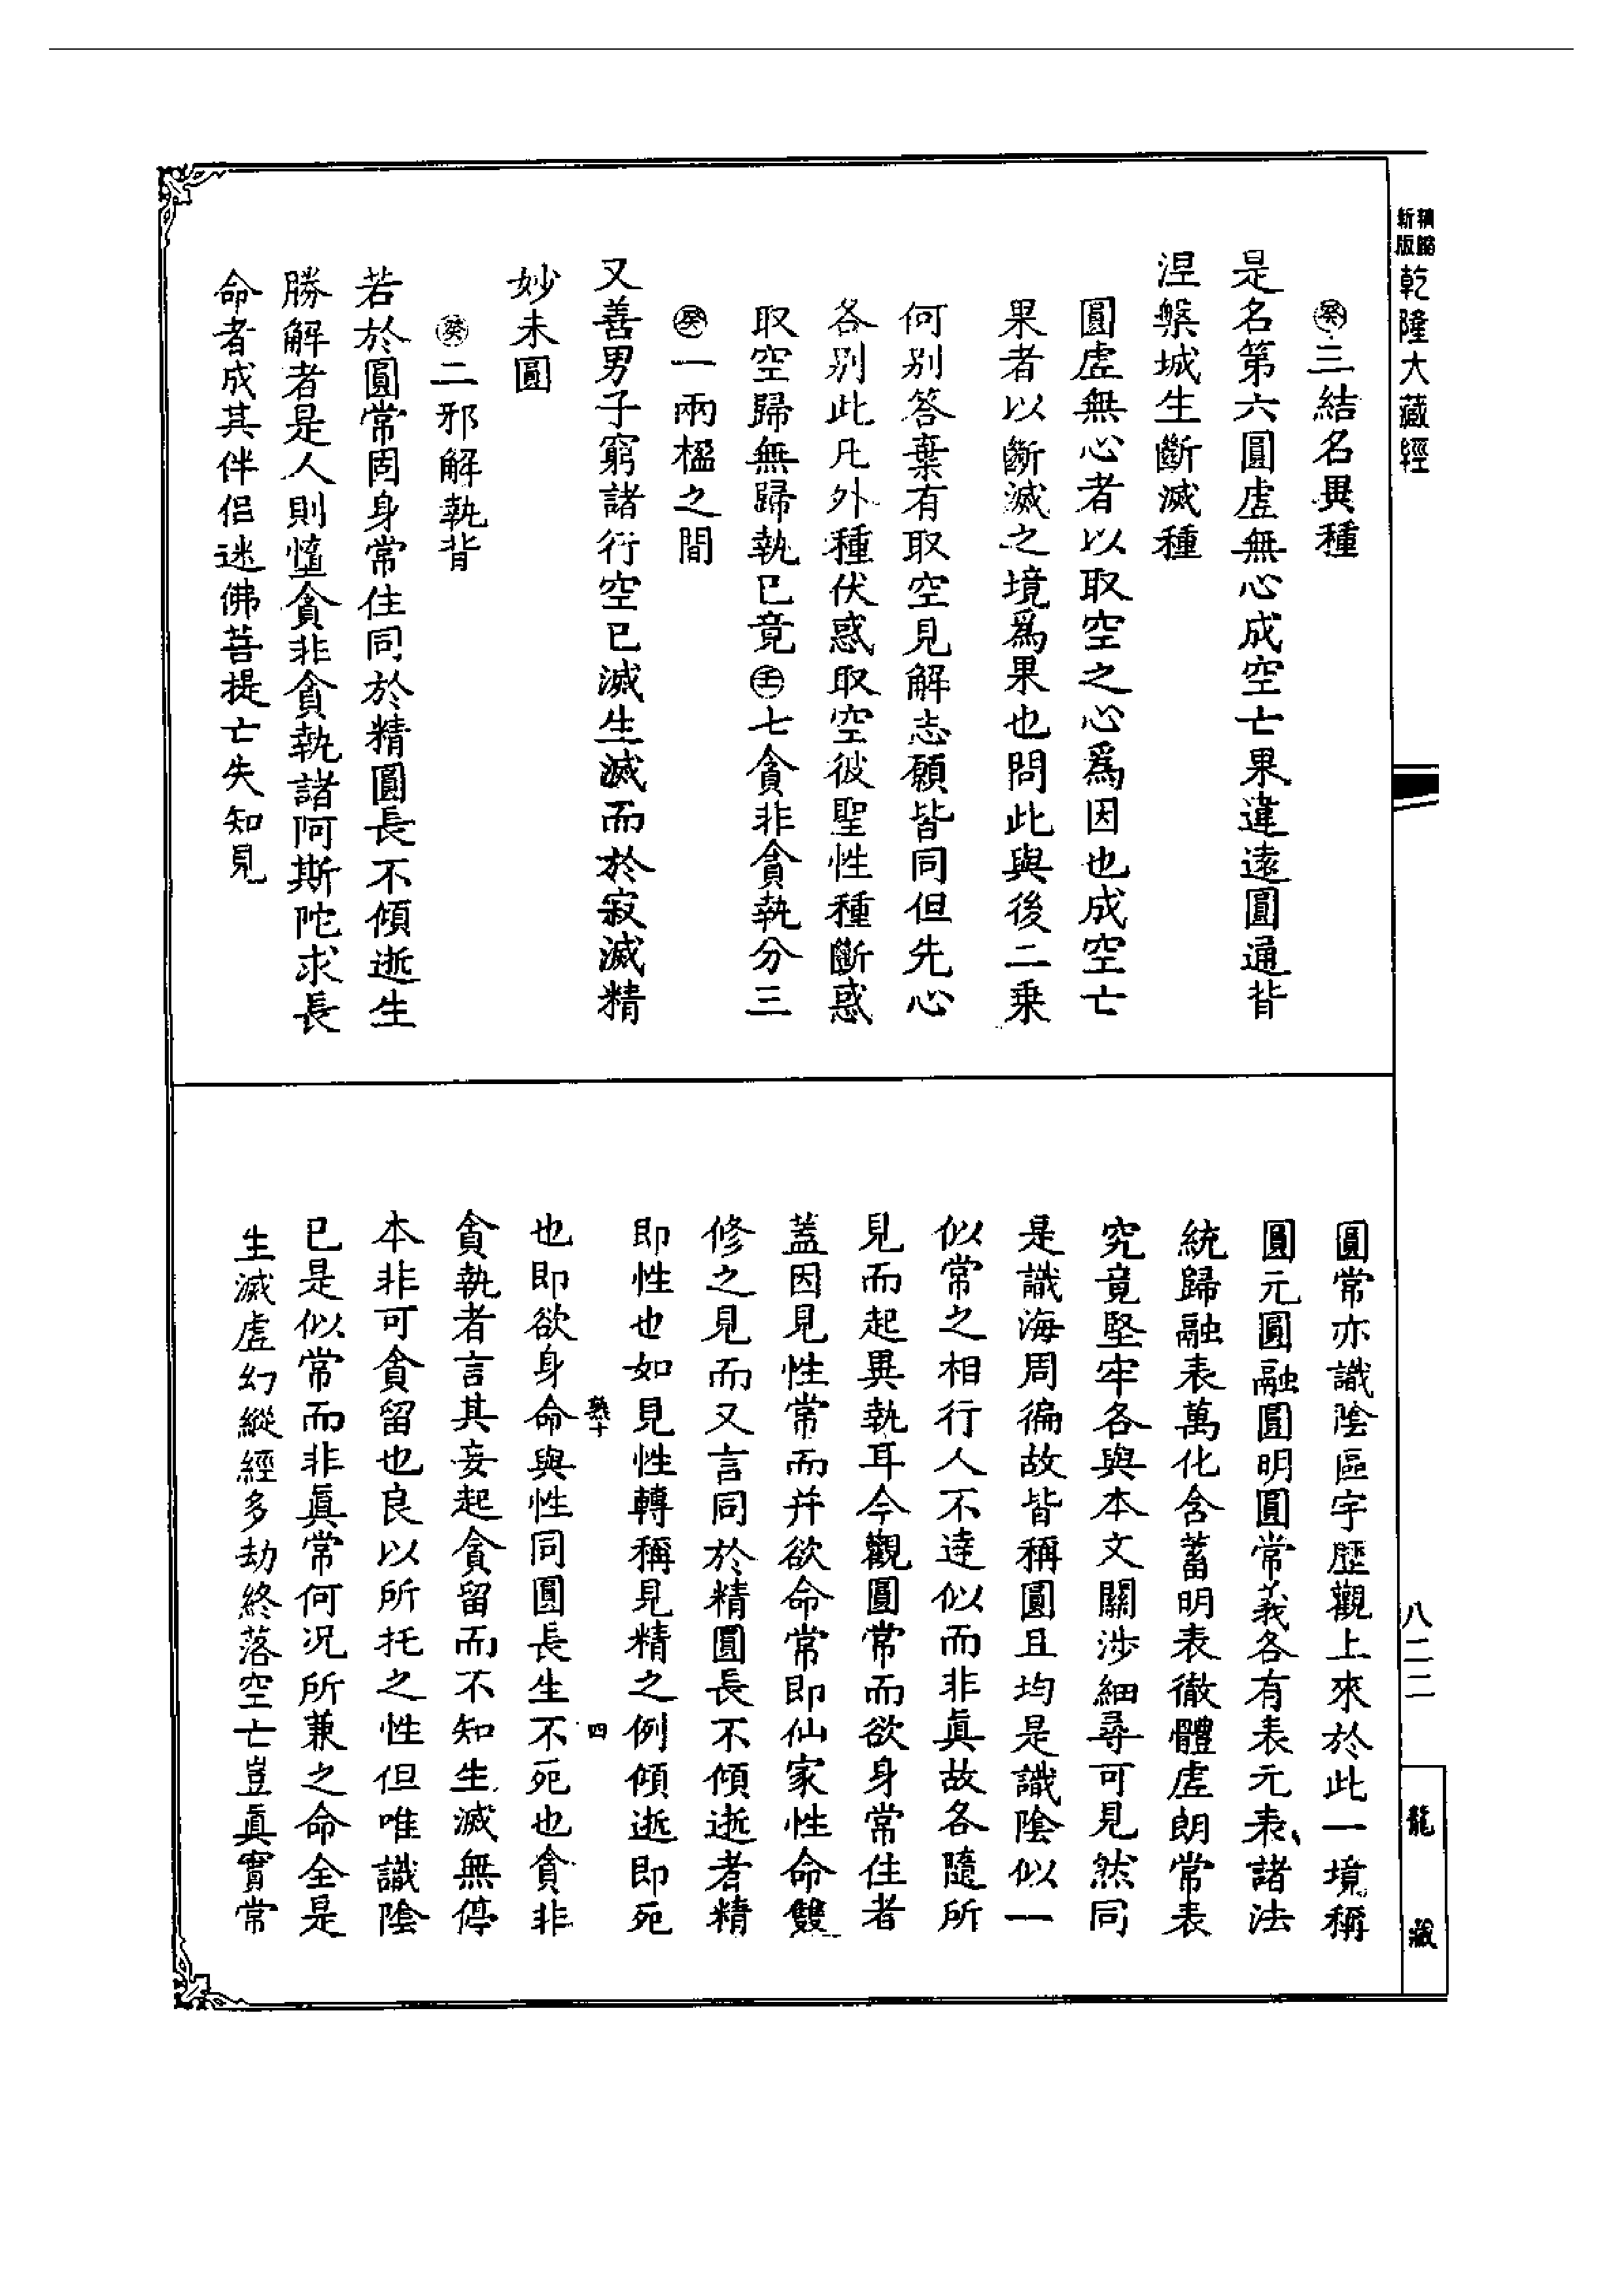 精縮新版
乾隆大藏經
㊌三結名異種
是名第六圓虛無心成空亡果違遠圓通背
涅槃城生斷滅種
圓虛無心者以取空之心爲因也成空亡
果者以斷滅之境爲果也問此與後二乗
何别答棄有取空見解志願皆同但先心
各别此凡外種伏惑取空彼聖性種斷惑
取空歸無歸執已竟㊋七貪非貪執分三
㊌一兩楹之間
又善男子窮諸行空已滅生滅而於寂滅精
妙未圓
㊌二邪解執背
若於圓常固身常住同於精圓長不傾逝生
勝解者是人則墮貪非貪執諸阿斯陀求長
命者成其伴侶迷佛菩提亡失知見
圓常亦識陰區宇歷觀上來於此一境稱
圓元圓融圓明圓常義各有表元表諸法
統歸融表萬化含蓄明表徹體虛朗常表
究竟堅牢各與本文關涉細尋可見然同
是識海周徧故皆稱圓且均是識陰似一
似常之相行人不達似而非眞故各隨所
見而起異執耳今觀圓常而欲身常住者
蓋因見性常而并欲命常即仙家性命雙
修之見而又言同於精圓長不傾逝者精
即性也如見性轉稱見精之例傾逝即死
熟十
四
也即欲身命與性同圓長生不死也貪非
貪執者言其妄起貪留而不知生滅無停
本非可貪留也良以所托之性但唯識陰
已是似常而非眞常何况所兼之命全是
生滅虛幻縱經多劫終落空亡豈眞實常
八二二
龍藏